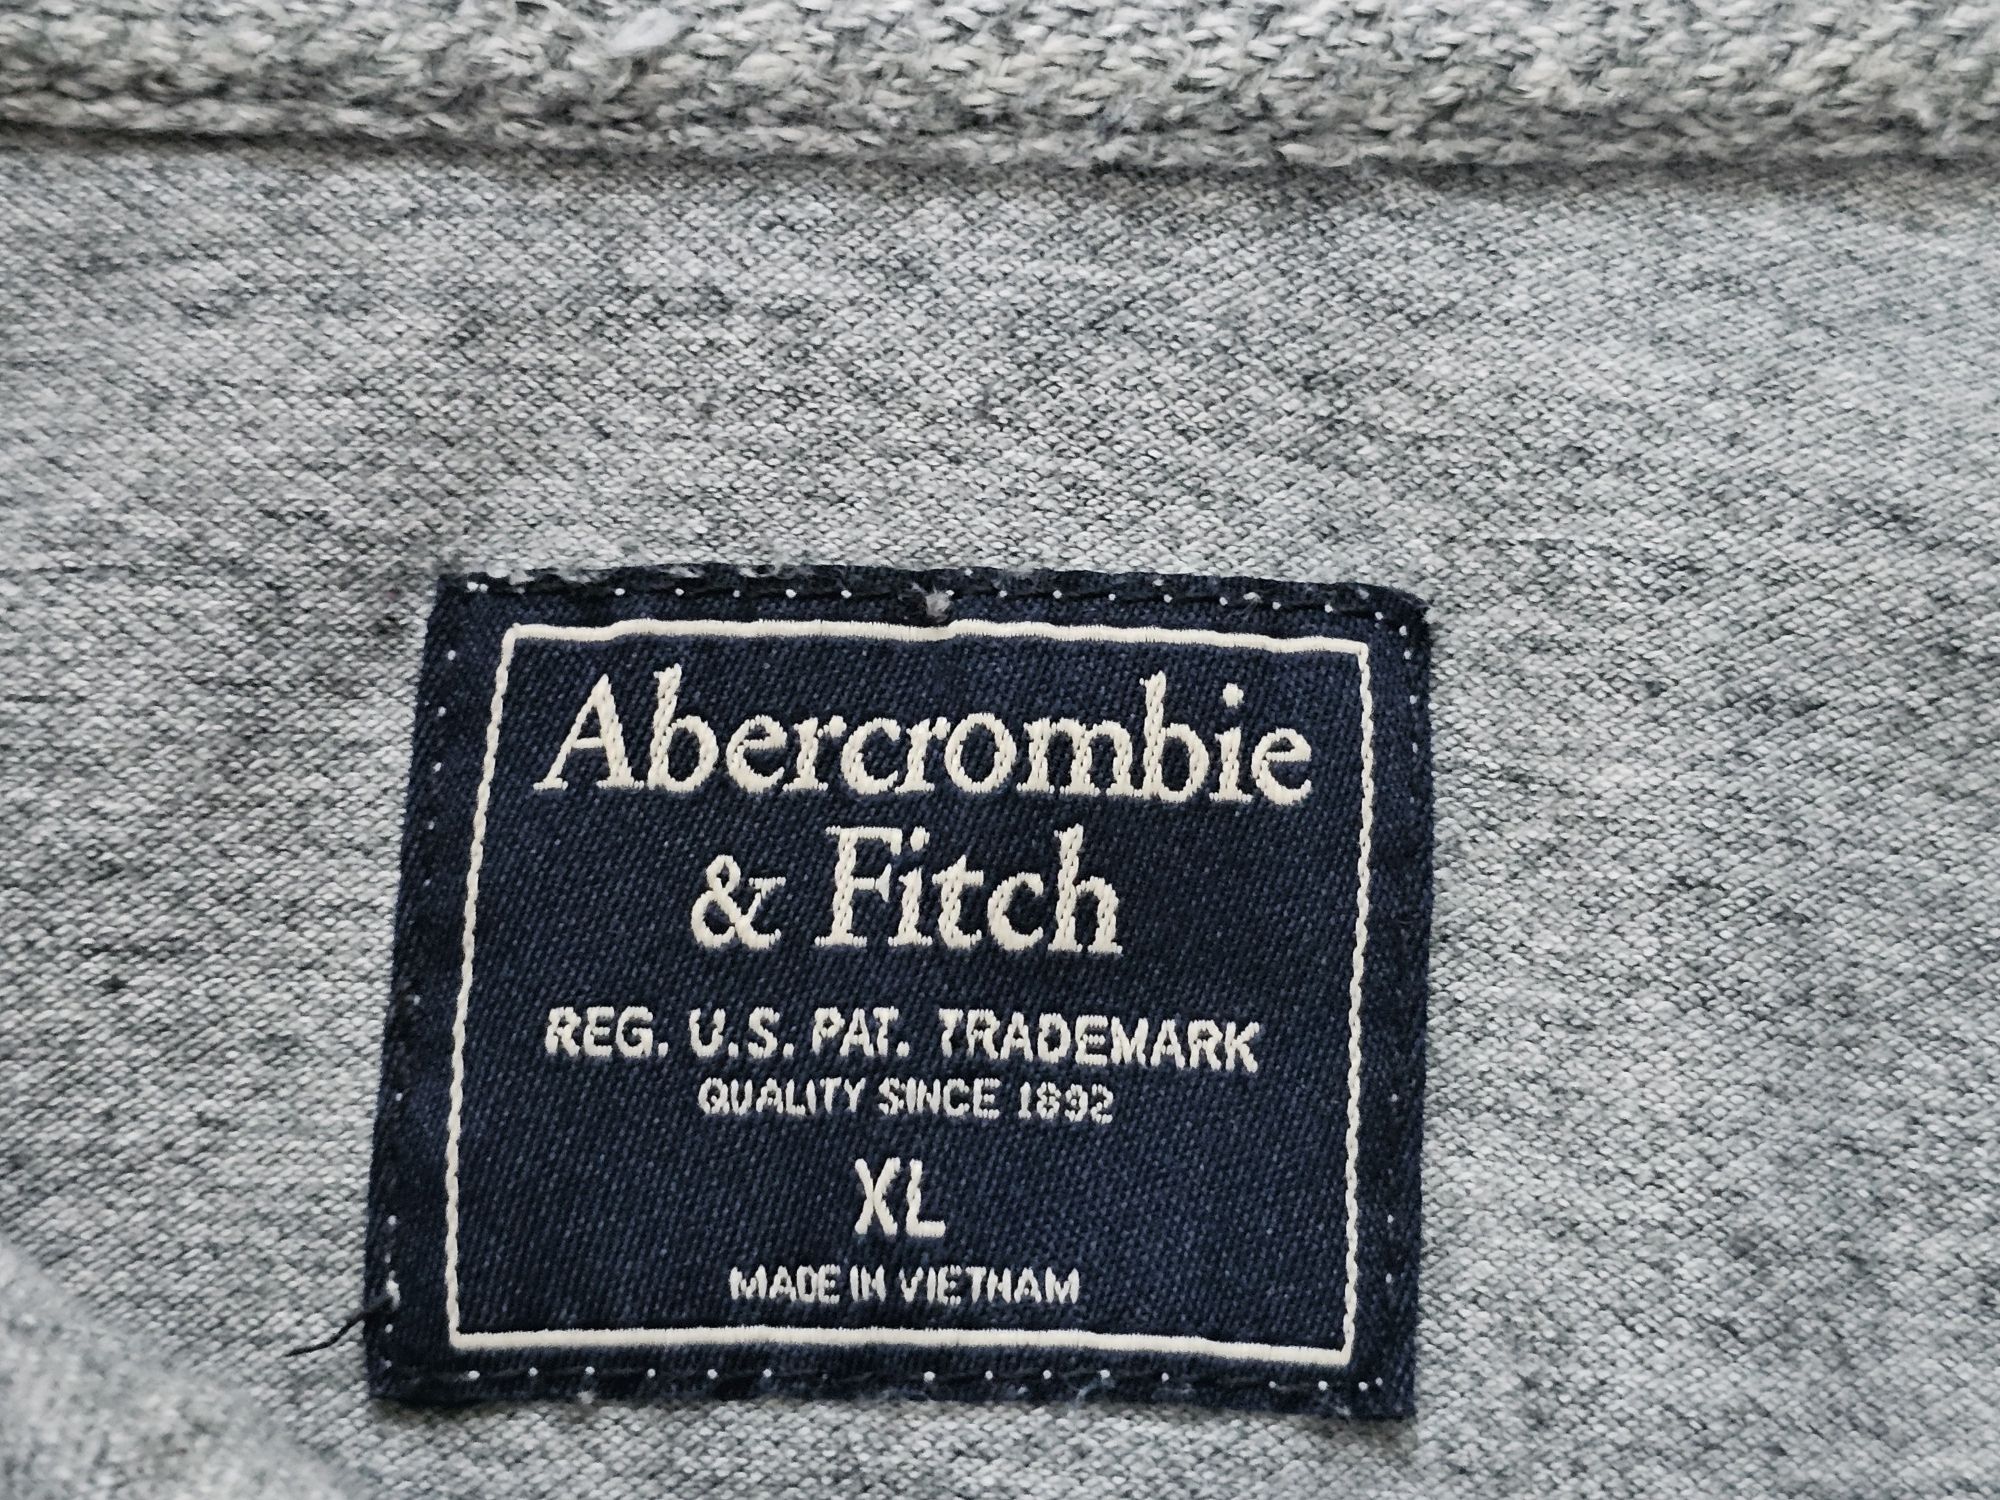 Abercrombie
& Fitch
REG. U.S. PAT. TRADEMARK
QUALITY SINCE 1892
XL
MADE IN VIETNAM